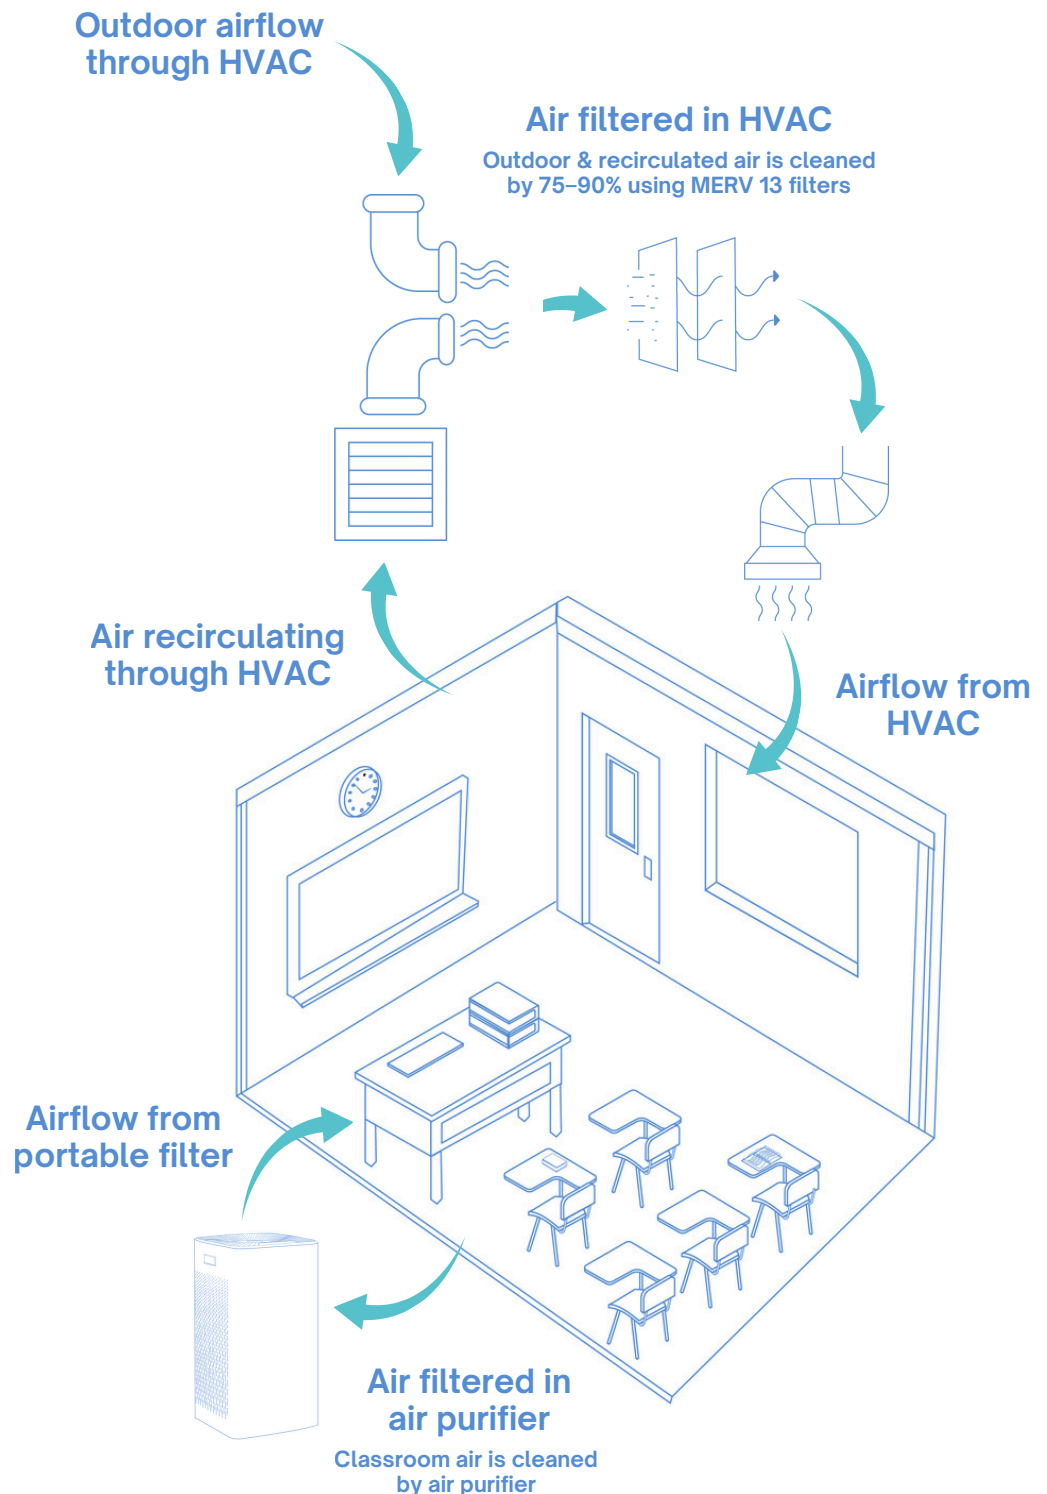 Outdoor airflow
through HVAC
Air filtered in HVAC
Outdoor & recirculated air is cleaned
by 75–90% using MERV 13 filters
Air recirculating
through HVAC
Airflow from
HVAC
Airflow from
portable filter
Air filtered in
air purifier
Classroom air is cleaned
by air purifier